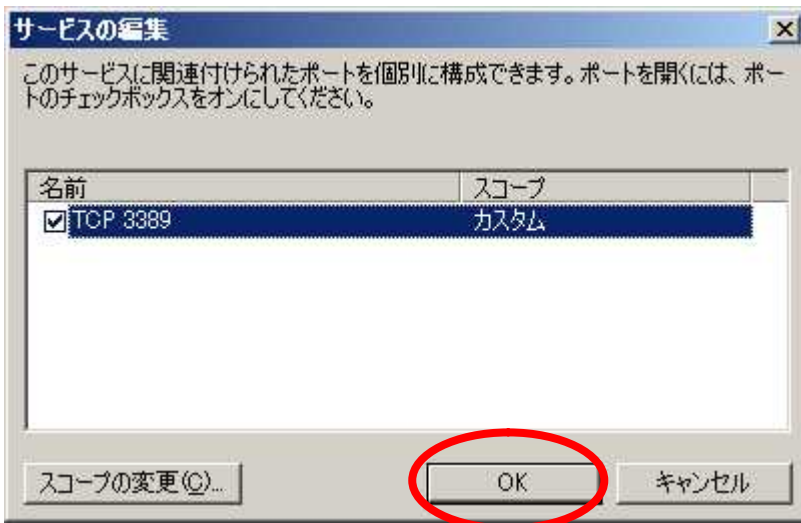 サービスの編集
このサービスに関連付けられたポートを個別に構成できます。ポートを開くには、ポー
トのチェックボックスをオンにしてください。
名前 スコープ
TCP 3389 カスタム
スコープの変更(C)... OK キャンセル